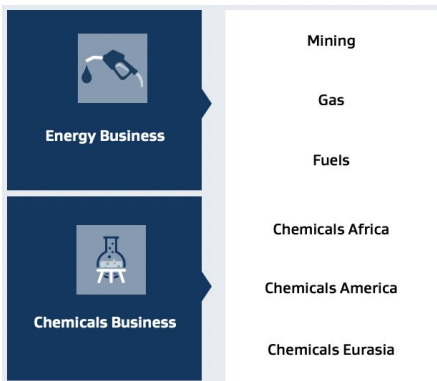 Energy Business
Mining
Gas
Fuels
Chemicals Business
Chemicals Africa
Chemicals America
Chemicals Eurasia